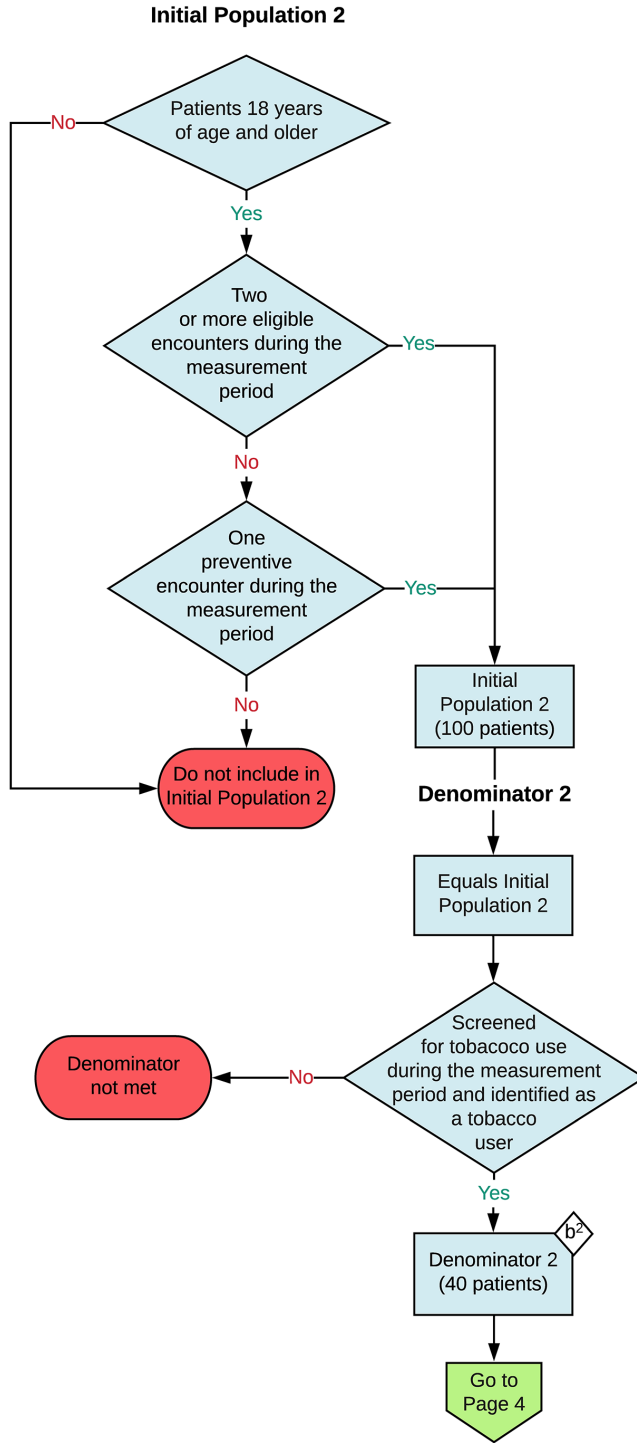 Initial Population 2
Patients 18 years
of age and older
No
Yes
Two
or more eligible
encounters during the
measurement
period
Yes
No
One
preventive
encounter during the
measurement
period
Yes
No
Do not include in
Initial Population 2
Initial
Population 2
(100 patients)
Denominator 2
Equals Initial
Population 2
Screened
for tobacoco use
during the measurement
period and identified as
a tobacco
user
No
Denominator
not met
Yes
b²
Denominator 2
(40 patients)
Go to
Page 4